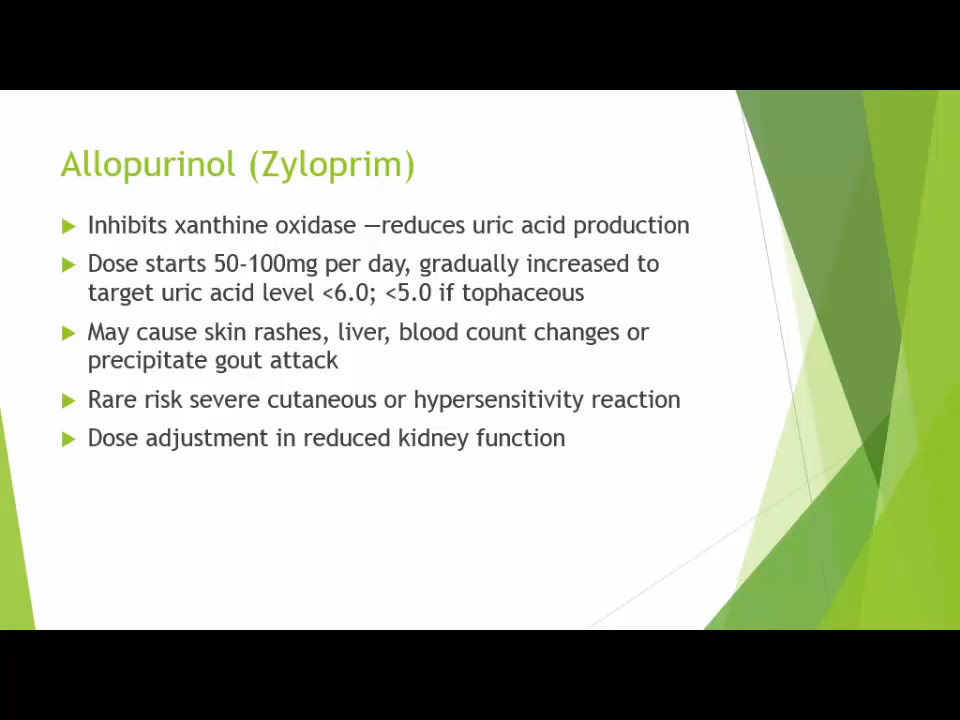 Allopurinol (Zyloprim)
Inhibits xanthine oxidase —reduces uric acid production
Dose starts 50-100mg per day, gradually increased to
target uric acid level <6.0; <5.0 if tophaceous
May cause skin rashes, liver, blood count changes or
precipitate gout attack
Rare risk severe cutaneous or hypersensitivity reaction
Dose adjustment in reduced kidney function